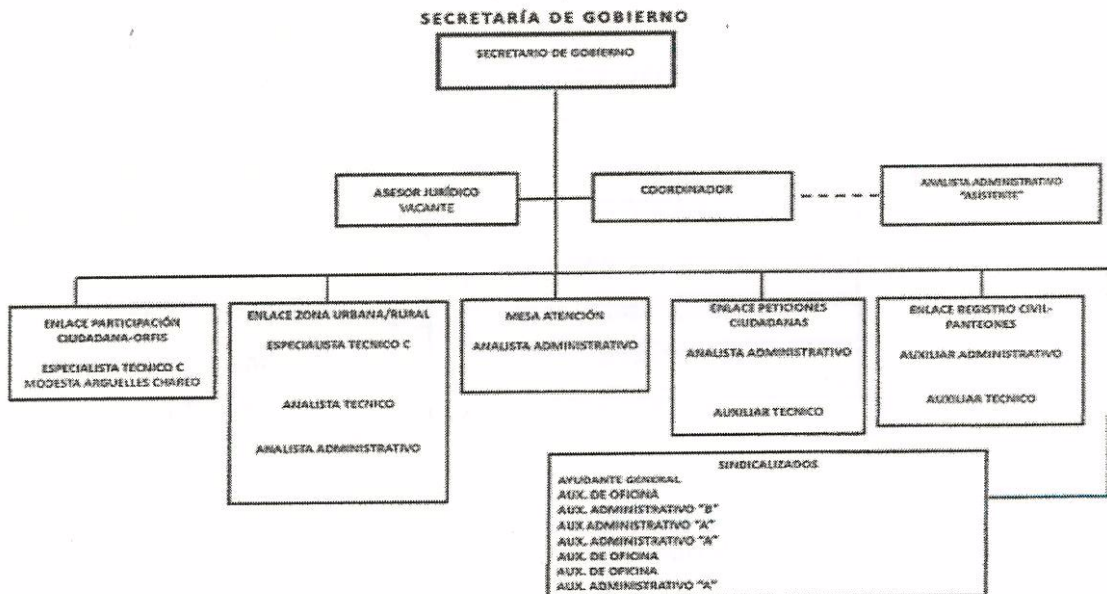 SECRETARÍA DE GOBIERNO
SECRETARIO DE GOBIERNO
ASESOR JURÍDICO
VACANTE
COORDINADOR
ANALISTA ADMINISTRATIVO
"ASISTENTE"
ENLACE PARTICIPACIÓN
CIUDADANA-ORFIS
ESPECIALISTA TECNICO C
MODESTA ARGUELLES CHAREO
ENLACE ZONA URBANA/RURAL
ESPECIALISTA TECNICO C
ANALISTA TECNICO
ANALISTA ADMINISTRATIVO
MESA ATENCIÓN
ANALISTA ADMINISTRATIVO
ENLACE PETICIONES
CIUDADANAS
ANALISTA ADMINISTRATIVO
AUXILIAR TECNICO
ENLACE REGISTRO CIVIL-
PANTEONES
AUXILIAR ADMINISTRATIVO
AUXILIAR TECNICO
SINDICALIZADOS
AYUDANTE GENERAL
AUX. DE OFICINA
AUX. ADMINISTRATIVO "B"
AUX ADMINISTRATIVO "A"
AUX. ADMINISTRATIVO "A"
AUX. DE OFICINA
AUX. DE OFICINA
AUX. ADMINISTRATIVO "A"